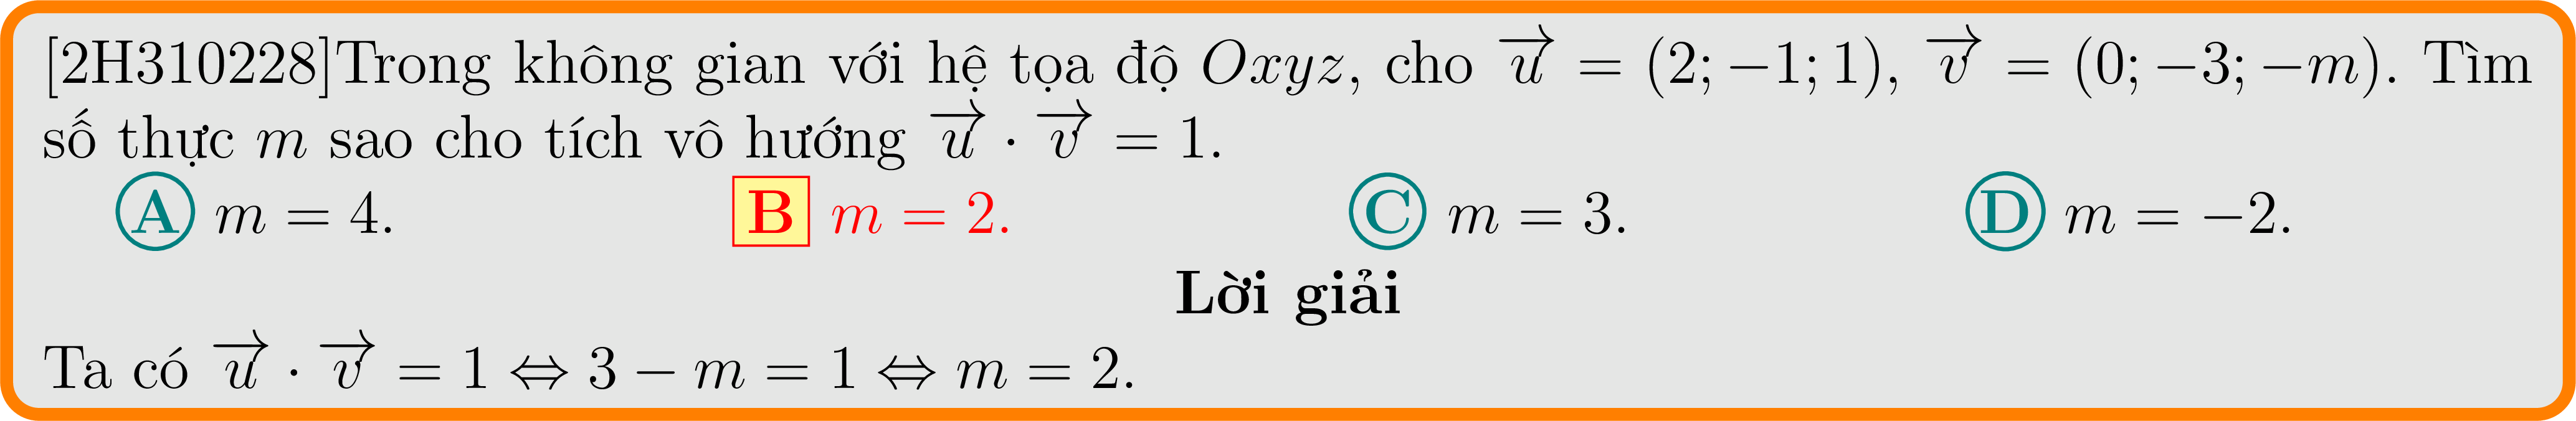 [2H310228]Trong không gian với hệ tọa độ Oxyz, cho $\overrightarrow{u} = (2; -1; 1)$, $\overrightarrow{v} = (0; -3; -m)$. Tìm
số thực m sao cho tích vô hướng $\overrightarrow{u} \cdot \overrightarrow{v} = 1$.
A m = 4. B m = 2. C m = 3. D m = −2.
Lời giải
Ta có $\overrightarrow{u} \cdot \overrightarrow{v} = 1 \Leftrightarrow 3 - m = 1 \Leftrightarrow m = 2$.